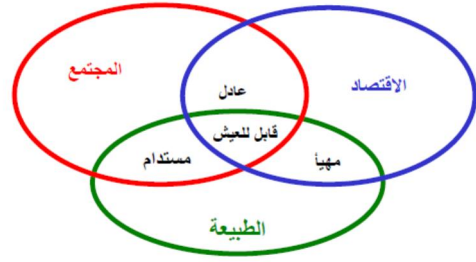 المجتمع
الاقتصاد
عادل
قابل للعيش
مستدام
مهيأ
الطبيعة